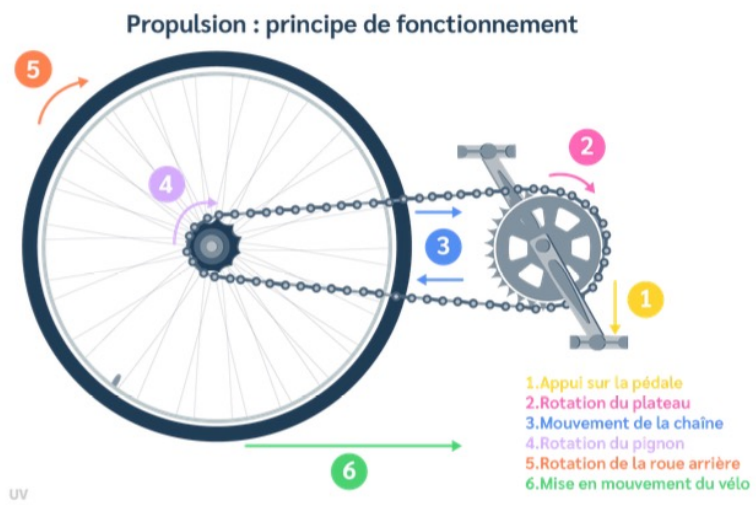 Propulsion : principe de fonctionnement
5
2
4
3
1
1.Appui sur la pédale
2.Rotation du plateau
3.Mouvement de la chaîne
4.Rotation du pignon
5.Rotation de la roue arrière
6.Mise en mouvement du vélo
6
UV